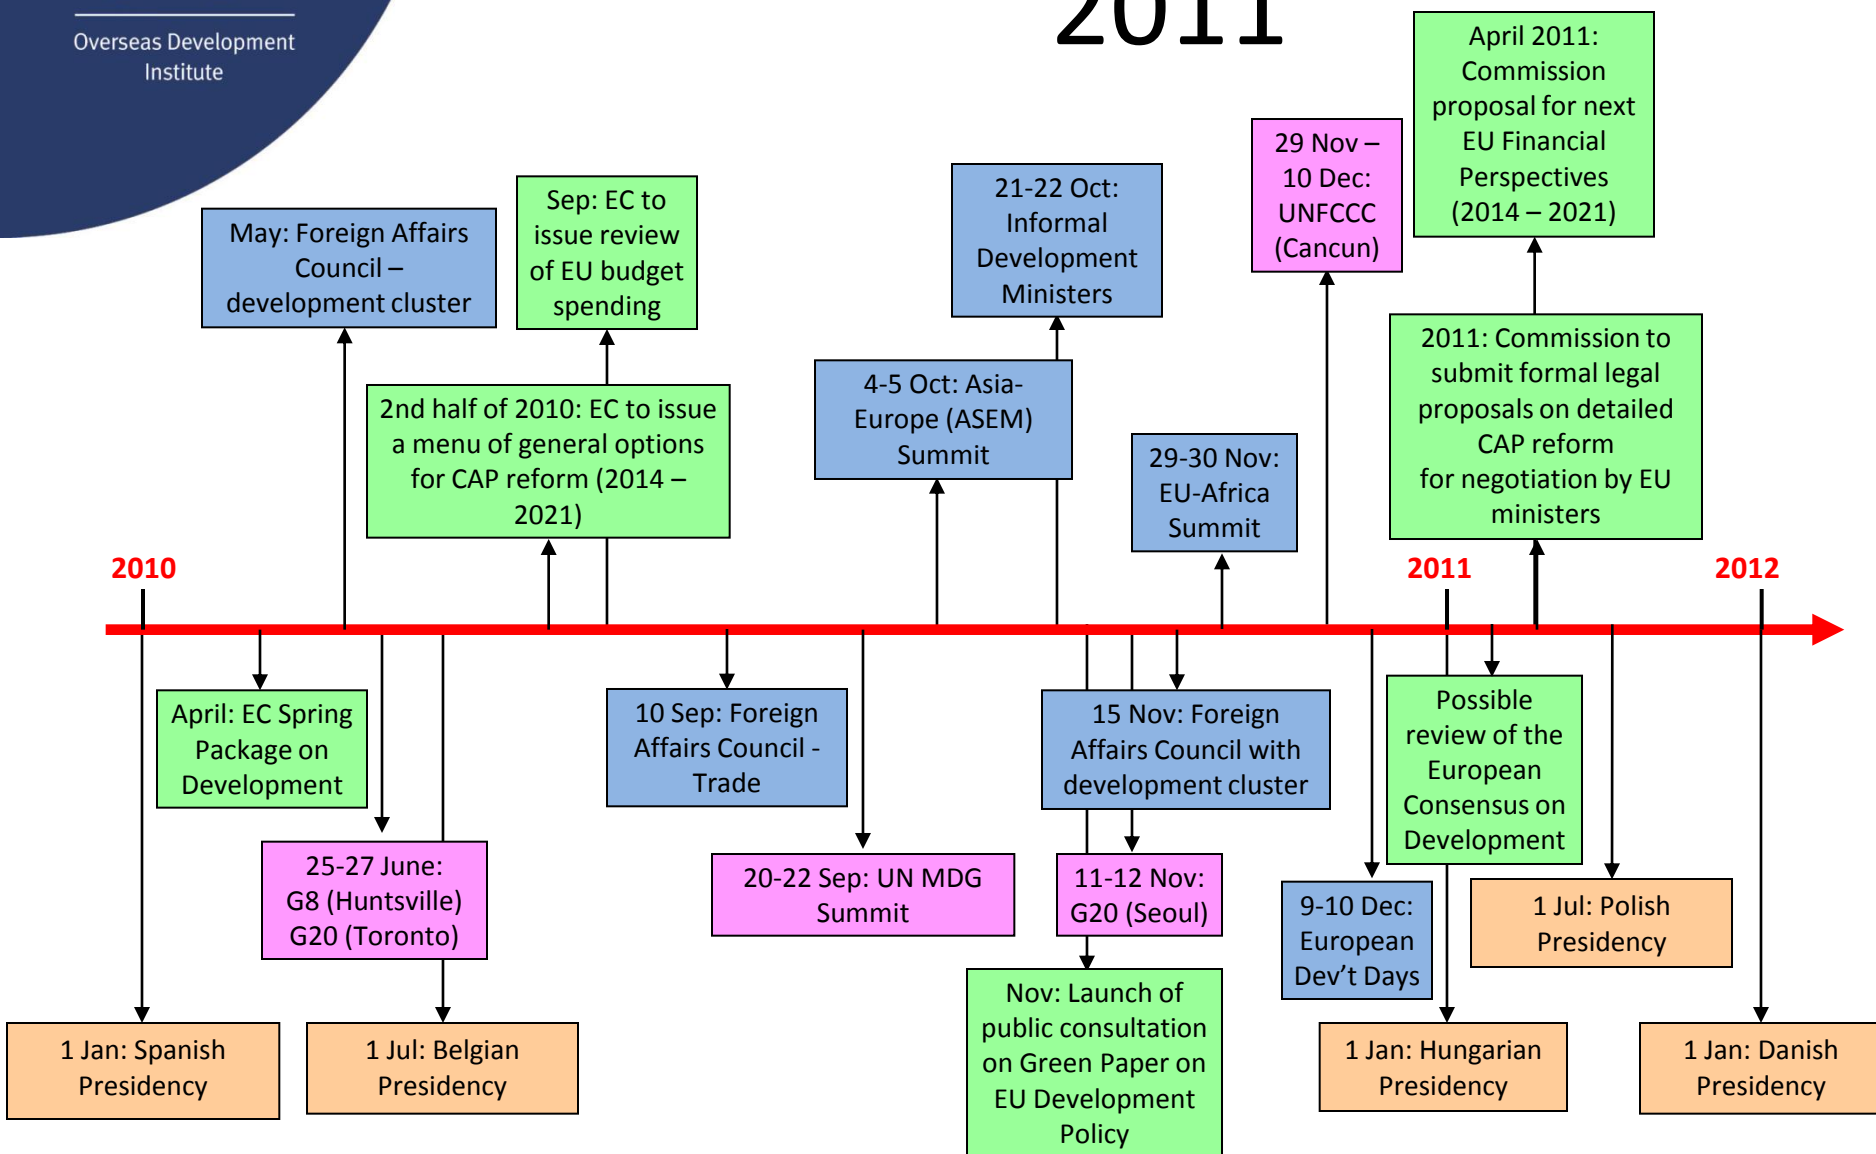 Overseas Development
Institute
2011
April 2011:
Commission
proposal for next
EU Financial
Perspectives
(2014 – 2021)
29 Nov –
10 Dec:
UNFCCC
(Cancun)
21-22 Oct:
Informal
Development
Ministers
Sep: EC to
issue review
of EU budget
spending
May: Foreign Affairs
Council –
development cluster
2nd half of 2010: EC to issue
a menu of general options
for CAP reform (2014 –
2021)
4-5 Oct: Asia-
Europe (ASEM)
Summit
29-30 Nov:
EU-Africa
Summit
2011: Commission to
submit formal legal
proposals on detailed
CAP reform
for negotiation by EU
ministers
2010
2011
2012
April: EC Spring
Package on
Development
10 Sep: Foreign
Affairs Council -
Trade
15 Nov: Foreign
Affairs Council with
development cluster
Possible
review of the
European
Consensus on
Development
25-27 June:
G8 (Huntsville)
G20 (Toronto)
20-22 Sep: UN MDG
Summit
11-12 Nov:
G20 (Seoul)
9-10 Dec:
European
Dev’t Days
1 Jul: Polish
Presidency
1 Jan: Spanish
Presidency
1 Jul: Belgian
Presidency
Nov: Launch of
public consultation
on Green Paper on
EU Development
Policy
1 Jan: Hungarian
Presidency
1 Jan: Danish
Presidency